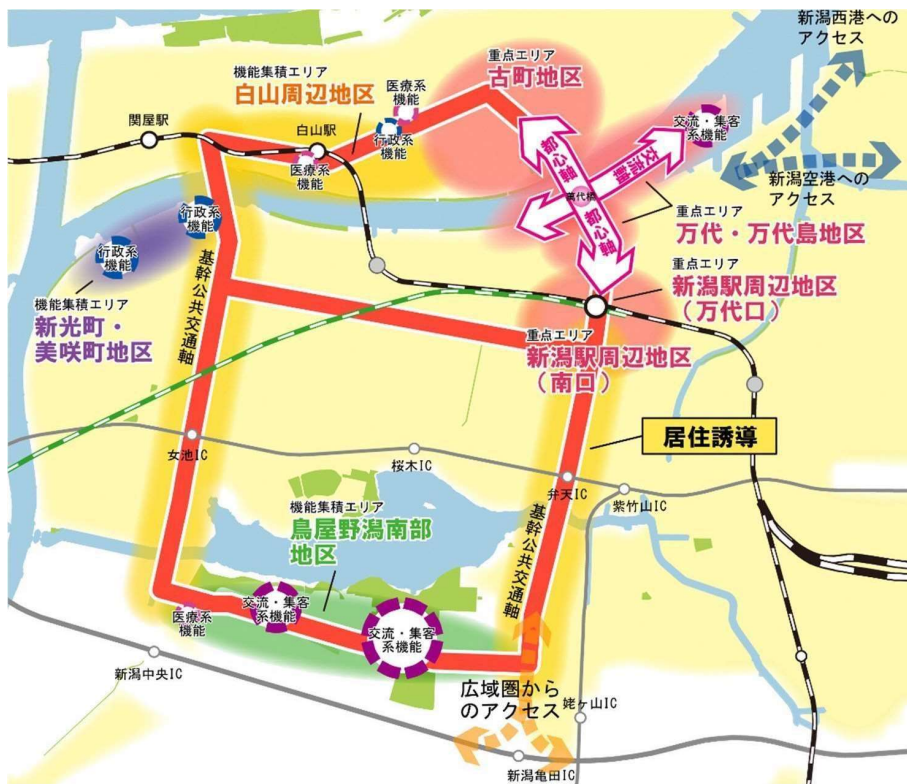 新潟西港への
アクセス
重点エリア
古町地区
機能集積エリア
白山周辺地区
医療系
機能
関屋駅
白山駅
行政系
機能
医療系
機能
交流・集客
系機能
都心軸
交流軸
萬代橋
都心軸
新潟空港への
アクセス
重点エリア
万代・万代島地区
行政系
機能
行政系
機能
重点エリア
新潟駅周辺地区
（万代口）
機能集積エリア
新光町・
美咲町地区
基幹公共交通軸
重点エリア
新潟駅周辺地区
（南口）
居住誘導
女池IC
桜木IC
弁天IC
紫竹山IC
機能集積エリア
鳥屋野潟南部
地区
基幹公共交通軸
医療系
機能
交流・集客
系機能
交流・集客
系機能
新潟中央IC
広域圏から
のアクセス
姥ヶ山IC
新潟亀田IC